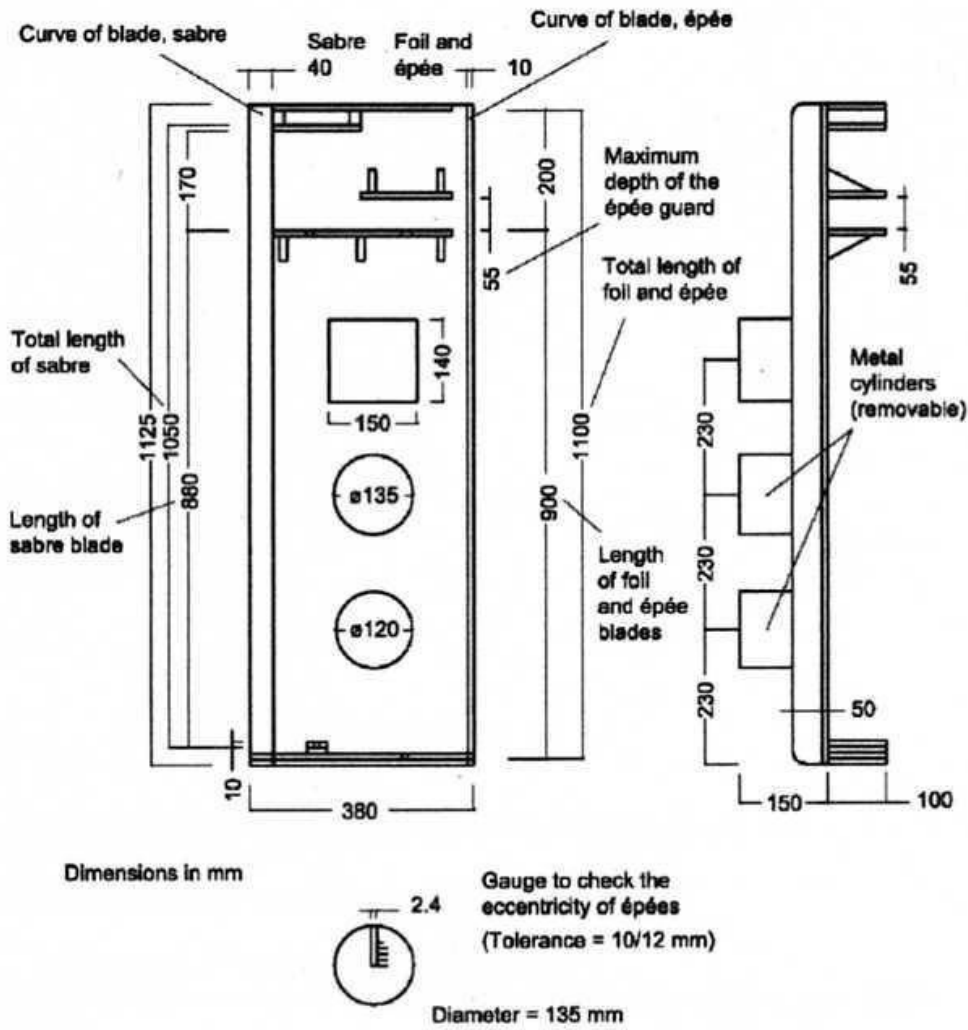 Curve of blade, sabre
Sabre
40
Foil and
épée
Curve of blade, épée
10
170
200
Maximum
depth of the
épée guard
55
55
Total length of
foil and épée
Total length
of sabre
1125
1050
880
140
150
1100
900
230
Metal
cylinders
(removable)
ø135
Length of
sabre blade
230
Length
of foil
and épée
blades
ø120
230
50
10
380
150
100
Dimensions in mm
2.4
Gauge to check the
eccentricity of épées
(Tolerance = 10/12 mm)
Diameter = 135 mm